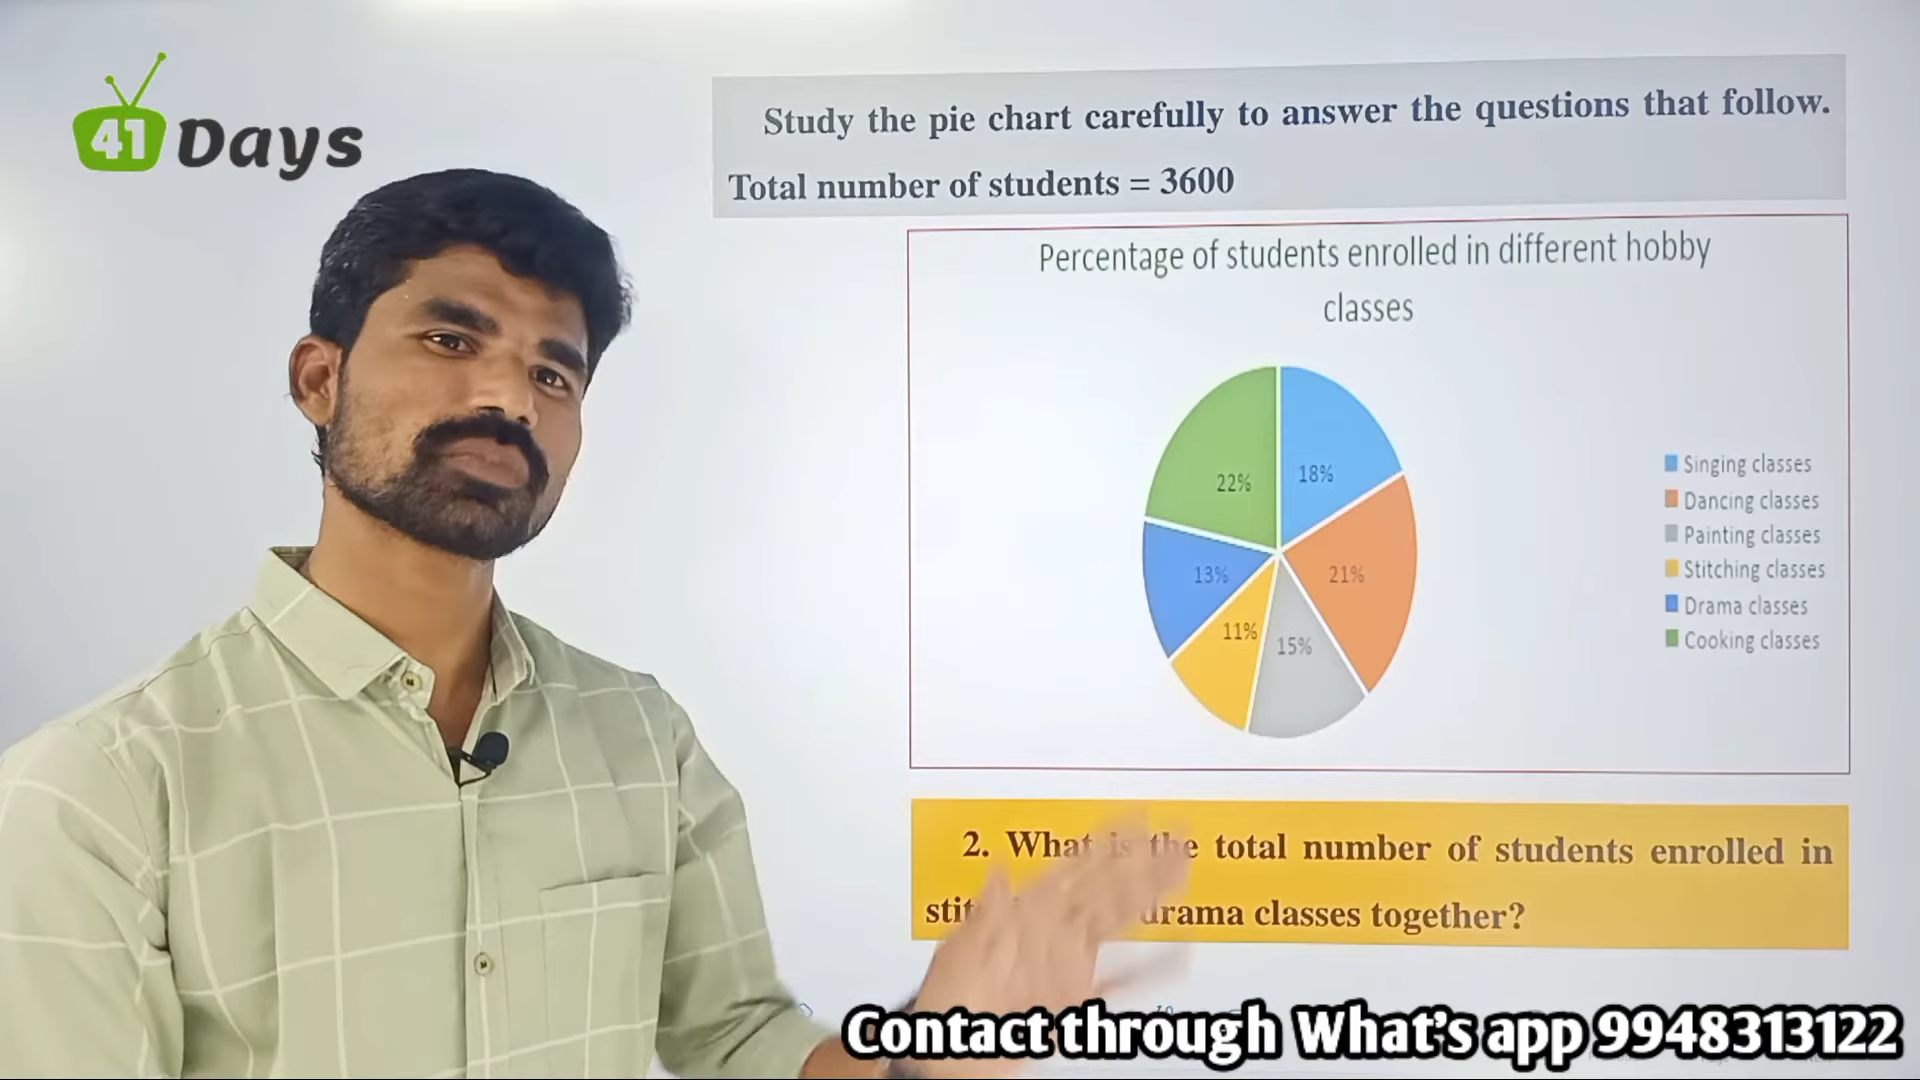 41 Days
Study the pie chart carefully to answer the questions that follow.
Total number of students = 3600
Percentage of students enrolled in different hobby
classes
22%
18%
13%
21%
11%
15%
Singing classes
Dancing classes
Painting classes
Stitching classes
Drama classes
Cooking classes
2. What is the total number of students enrolled in
drama classes together?
Contact through What's app 9948313122